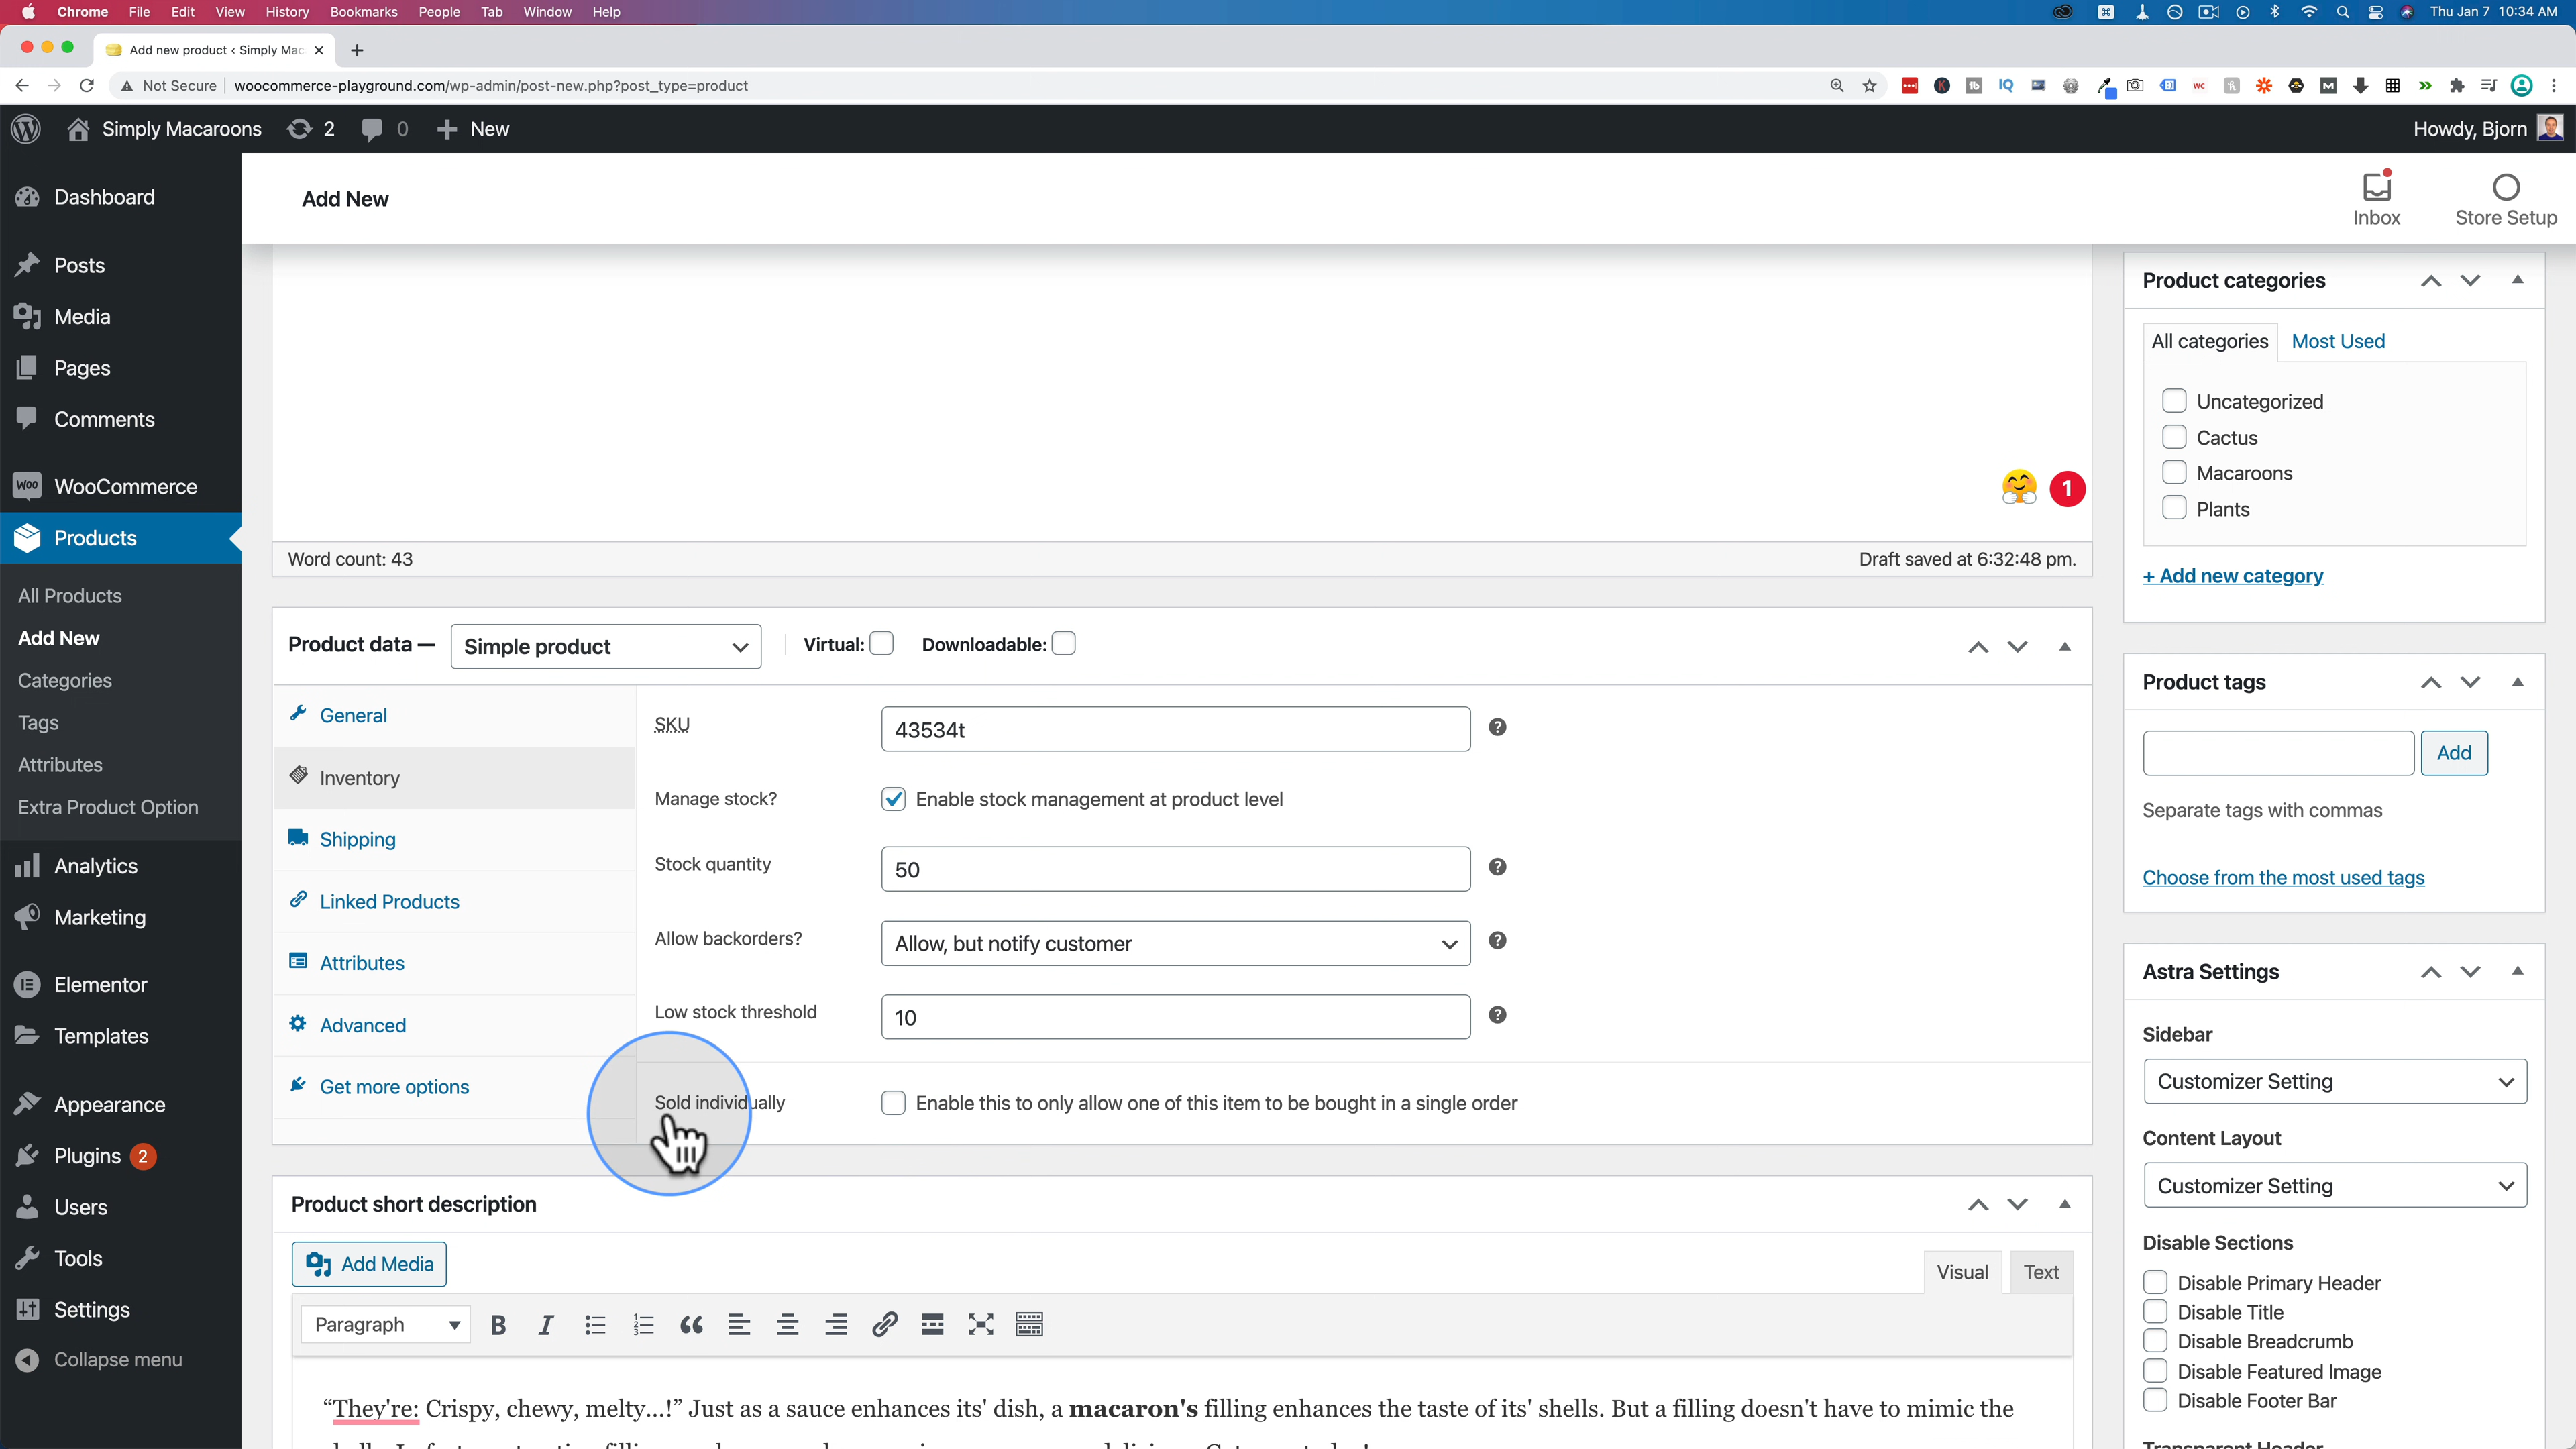 Chrome File Edit View History Bookmarks People Tab Window Help Thu Jan 7 10:34 AM
Add new product ‹ Simply Mac
Not Secure woocommerce-playground.com/wp-admin/post-new.php?post_type=product
Simply Macaroons 2 0 New Howdy, Bjorn
Add New Inbox Store Setup
Dashboard
Posts
Media
Pages
Comments
WooCommerce
Products
All Products
Add New
Categories
Tags
Attributes
Extra Product Option
Analytics
Marketing
Elementor
Templates
Appearance
Plugins 2
Users
Tools
Settings
Collapse menu
1
Word count: 43 Draft saved at 6:32:48 pm.
Product data — Simple product Virtual: Downloadable:
General
Inventory
Shipping
Linked Products
Attributes
Advanced
Get more options
SKU 43534t
Manage stock? Enable stock management at product level
Stock quantity 50
Allow backorders? Allow, but notify customer
Low stock threshold 10
Sold individually Enable this to only allow one of this item to be bought in a single order
Product short description
Add Media Visual Text
Paragraph
“They're: Crispy, chewy, melty...!” Just as a sauce enhances its' dish, a macaron's filling enhances the taste of its' shells. But a filling doesn't have to mimic the
Product categories
All categories Most Used
Uncategorized
Cactus
Macaroons
Plants
+ Add new category
Product tags
Add
Separate tags with commas
Choose from the most used tags
Astra Settings
Sidebar
Customizer Setting
Content Layout
Customizer Setting
Disable Sections
Disable Primary Header
Disable Title
Disable Breadcrumb
Disable Featured Image
Disable Footer Bar
Transparent Header